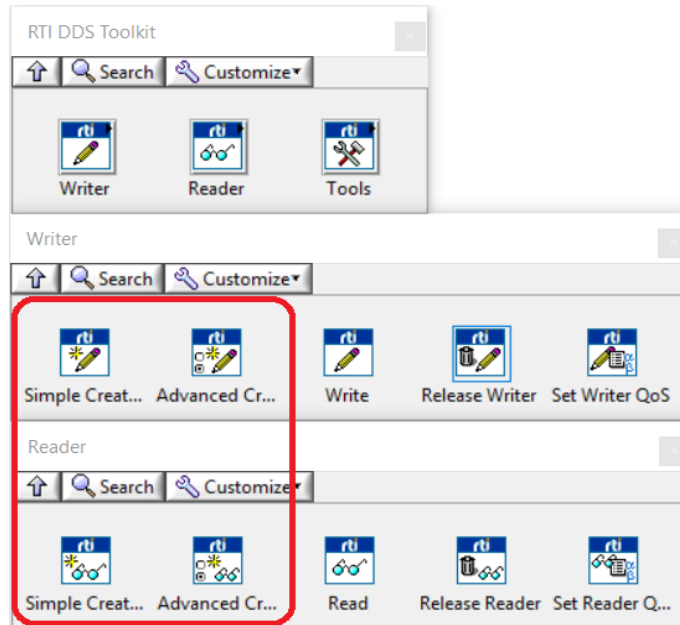 RTI DDS Toolkit
Search Customize
rti rti rti
Writer Reader Tools
Writer
Search Customize
rti rti rti rti rti
Simple Creat... Advanced Cr... Write Release Writer Set Writer QoS
Reader
Search Customize
rti rti rti rti rti
Simple Creat... Advanced Cr... Read Release Reader Set Reader Q...